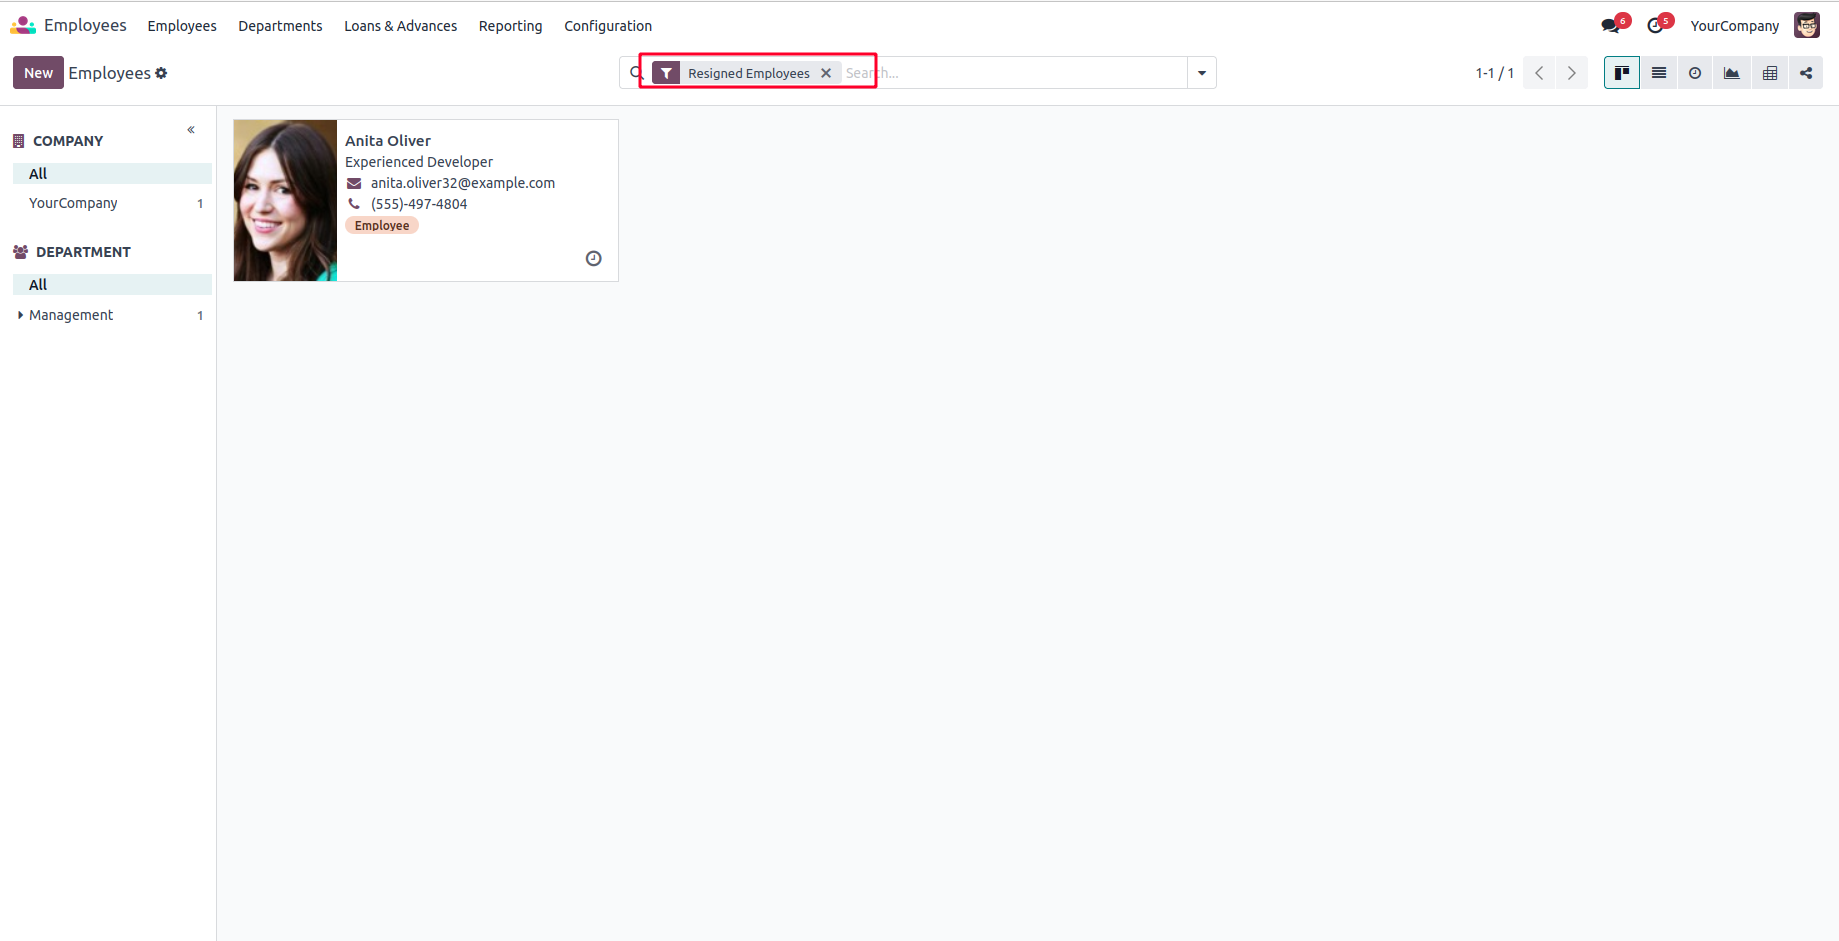 Employees Employees Departments Loans & Advances Reporting Configuration 6 5 YourCompany
New Employees Resigned Employees Search... 1-1 / 1
COMPANY
All
YourCompany 1
DEPARTMENT
All
Management 1
Anita Oliver
Experienced Developer
anita.oliver32@example.com
(555)-497-4804
Employee